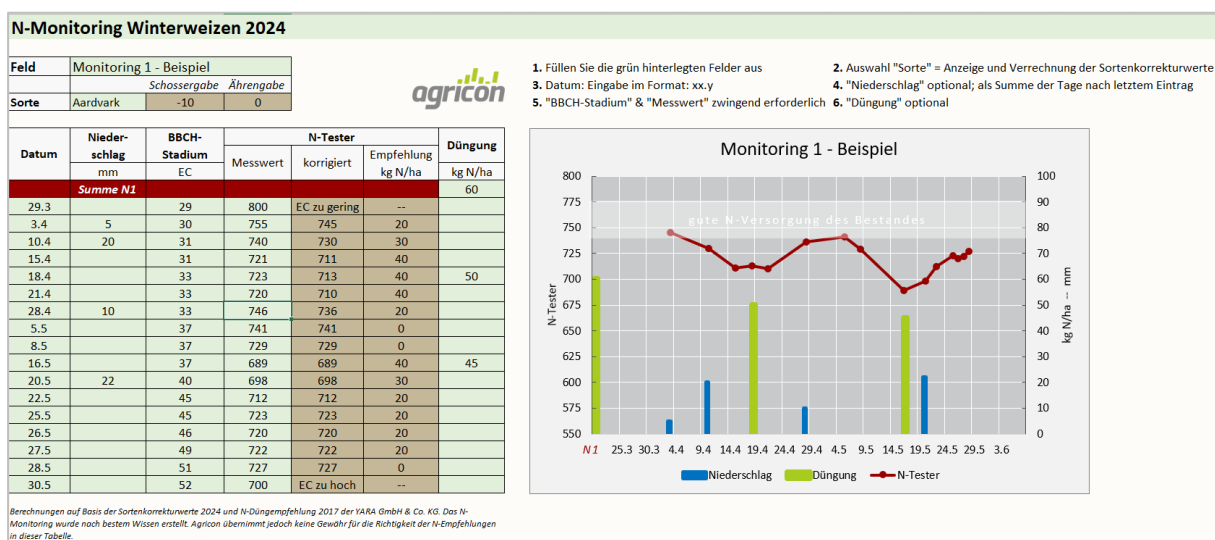 N-Monitoring Winterweizen 2024
Feld Monitoring 1 - Beispiel
Schossergabe Ährengabe
Sorte Aardvark -10 0
agricon
1. Füllen Sie die grün hinterlegten Felder aus
2. Auswahl "Sorte" = Anzeige und Verrechnung der Sortenkorrekturwerte
3. Datum: Eingabe im Format: xx.y
4. "Niederschlag" optional; als Summe der Tage nach letztem Eintrag
5. "BBCH-Stadium" & "Messwert" zwingend erforderlich
6. "Düngung" optional
Datum Nieder- BBCH- N-Tester Düngung
schlag Stadium Messwert korrigiert Empfehlung
mm EC kg N/ha kg N/ha
Summe N1 60
29.3 29 800 EC zu gering --
3.4 5 30 755 745 20
10.4 20 31 740 730 30
15.4 31 721 711 40
18.4 33 723 713 40 50
21.4 33 720 710 40
28.4 10 33 746 736 20
5.5 37 741 741 0
8.5 37 729 729 0
16.5 37 689 689 40 45
20.5 22 40 698 698 30
22.5 45 712 712 20
25.5 45 723 723 20
26.5 46 720 720 20
27.5 49 722 722 20
28.5 51 727 727 0
30.5 52 700 EC zu hoch --
Berechnungen auf Basis der Sortenkorrekturwerte 2024 und N-Düngempfehlung 2017 der YARA GmbH & Co. KG. Das N-
Monitoring wurde nach bestem Wissen erstellt. Agricon übernimmt jedoch keine Gewähr für die Richtigkeit der N-Empfehlungen
in dieser Tabelle.
Monitoring 1 - Beispiel
800 100
775 90
gute N-Versorgung des Bestandes
750 80
725 70
700 60
675 50
650 40
625 30
600 20
575 10
550 0
N-Tester
kg N/ha -- mm
N1 25.3 30.3 4.4 9.4 14.4 19.4 24.4 29.4 4.5 9.5 14.5 19.5 24.5 29.5 3.6
Niederschlag Düngung N-Tester